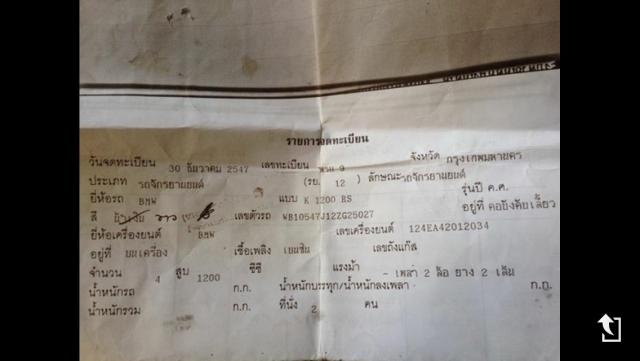 รายการจดทะเบียน
วันจดทะเบียน 30 ธันวาคม 2547 เลขทะเบียน 9 จังหวัด กรุงเทพมหานคร
ประเภท รถจักรยานยนต์ (รย. 12 ) ลักษณะรถจักรยานยนต์
ยี่ห้อรถ BMW แบบ K 1200 RS รุ่นปี ค.ศ.
สี เลขตัวรถ WB10547J12ZG25027 อยู่ที่ คอบังคับเลี้ยว
ยี่ห้อเครื่องยนต์ BMW เลขเครื่องยนต์ 124EA42012034
อยู่ที่ บนเครื่อง เชื้อเพลิง เบนซิน เลขถังแก๊ส
จำนวน 4 สูบ 1200 ซีซี แรงม้า - เพลา 2 ล้อ ยาง 2 เส้น
น้ำหนักรถ ก.ก. น้ำหนักบรรทุก/น้ำหนักลงเพลา ก.ก.
น้ำหนักรวม ก.ก. ที่นั่ง 2 คน